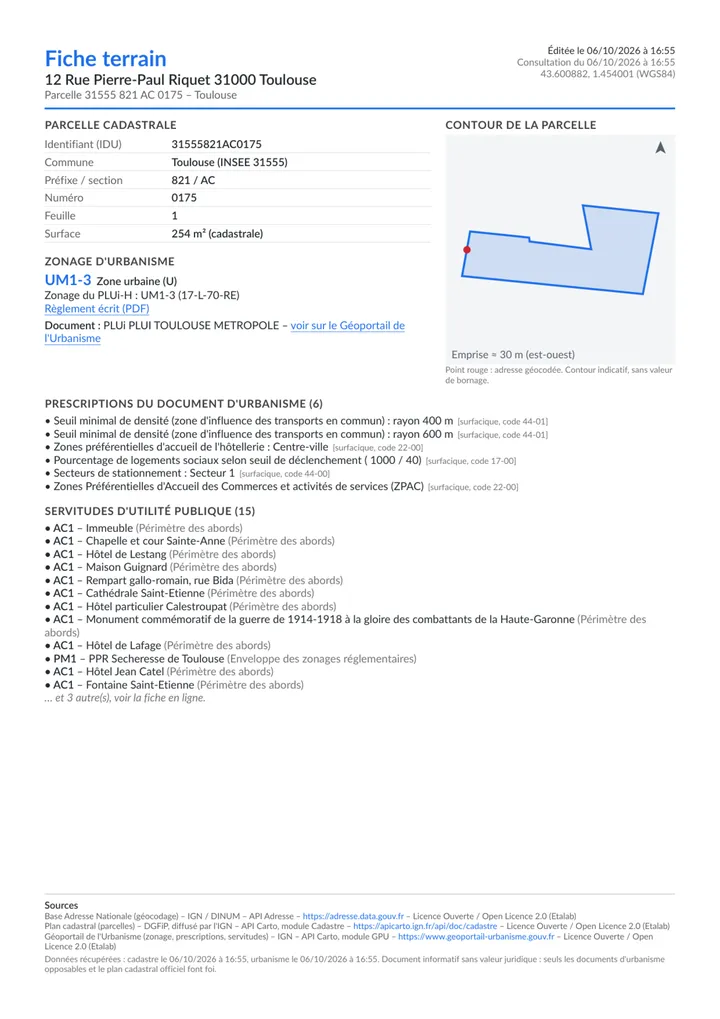 Fiche terrain
12 Rue Pierre-Paul Riquet 31000 Toulouse
Parcelle 31555 821 AC 0175 – Toulouse
Éditée le 06/10/2026 à 16:55
Consultation du 06/10/2026 à 16:55
43.600882, 1.454001 (WGS84)
PARCELLE CADASTRALE
Identifiant (IDU) 31555821AC0175
Commune Toulouse (INSEE 31555)
Préfixe / section 821 / AC
Numéro 0175
Feuille 1
Surface 254 m² (cadastrale)
ZONAGE D'URBANISME
UM1-3 Zone urbaine (U)
Zonage du PLUi-H : UM1-3 (17-L-70-RE)
Règlement écrit (PDF)
Document : PLUi PLUI TOULOUSE METROPOLE – voir sur le Géoportail de
l'Urbanisme
CONTOUR DE LA PARCELLE
Emprise ≈ 30 m (est-ouest)
Point rouge : adresse géocodée. Contour indicatif, sans valeur
de bornage.
PRESCRIPTIONS DU DOCUMENT D'URBANISME (6)
• Seuil minimal de densité (zone d'influence des transports en commun) : rayon 400 m [surfacique, code 44-01]
• Seuil minimal de densité (zone d'influence des transports en commun) : rayon 600 m [surfacique, code 44-01]
• Zones préférentielles d'accueil de l'hôtellerie : Centre-ville [surfacique, code 22-00]
• Pourcentage de logements sociaux selon seuil de déclenchement ( 1000 / 40) [surfacique, code 17-00]
• Secteurs de stationnement : Secteur 1 [surfacique, code 44-00]
• Zones Préférentielles d'Accueil des Commerces et activités de services (ZPAC) [surfacique, code 22-00]
SERVITUDES D'UTILITÉ PUBLIQUE (15)
• AC1 – Immeuble (Périmètre des abords)
• AC1 – Chapelle et cour Sainte-Anne (Périmètre des abords)
• AC1 – Hôtel de Lestang (Périmètre des abords)
• AC1 – Maison Guignard (Périmètre des abords)
• AC1 – Rempart gallo-romain, rue Bida (Périmètre des abords)
• AC1 – Cathédrale Saint-Etienne (Périmètre des abords)
• AC1 – Hôtel particulier Calestroupat (Périmètre des abords)
• AC1 – Monument commémoratif de la guerre de 1914-1918 à la gloire des combattants de la Haute-Garonne (Périmètre des
abords)
• AC1 – Hôtel de Lafage (Périmètre des abords)
• PM1 – PPR Secheresse de Toulouse (Enveloppe des zonages réglementaires)
• AC1 – Hôtel Jean Catel (Périmètre des abords)
• AC1 – Fontaine Saint-Etienne (Périmètre des abords)
... et 3 autre(s), voir la fiche en ligne.
Sources
Base Adresse Nationale (géocodage) – IGN / DINUM – API Adresse – https://adresse.data.gouv.fr – Licence Ouverte / Open Licence 2.0 (Etalab)
Plan cadastral (parcelles) – DGFiP, diffusé par l'IGN – API Carto, module Cadastre – https://apicarto.ign.fr/api/doc/cadastre – Licence Ouverte / Open Licence 2.0 (Etalab)
Géoportail de l'Urbanisme (zonage, prescriptions, servitudes) – IGN – API Carto, module GPU – https://www.geoportail-urbanisme.gouv.fr – Licence Ouverte / Open
Licence 2.0 (Etalab)
Données récupérées : cadastre le 06/10/2026 à 16:55, urbanisme le 06/10/2026 à 16:55. Document informatif sans valeur juridique : seuls les documents d'urbanisme
opposables et le plan cadastral officiel font foi.